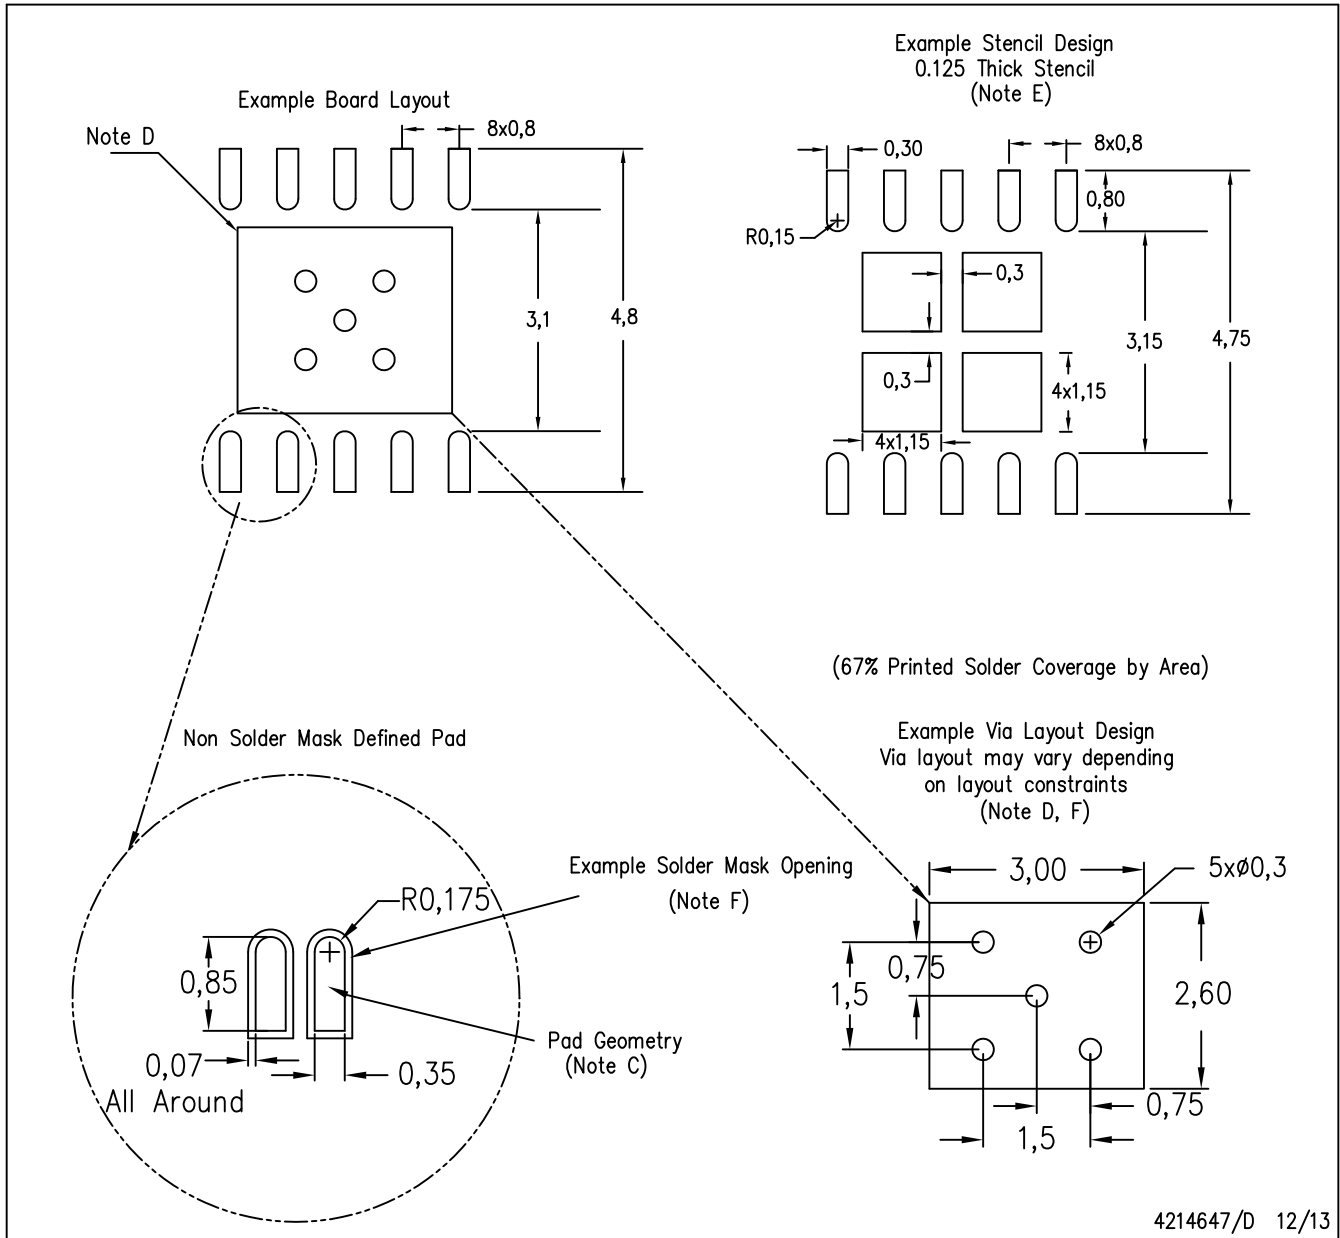 Example Stencil Design
0.125 Thick Stencil
(Note E)
Example Board Layout
Note D
8x0,8
3,1
4,8
0,30
8x0,8
0,80
R0,15
0,3
3,15
4,75
0,3
4x1,15
4x1,15
(67% Printed Solder Coverage by Area)
Non Solder Mask Defined Pad
Example Via Layout Design
Via layout may vary depending
on layout constraints
(Note D, F)
Example Solder Mask Opening
(Note F)
R0,175
0,85
Pad Geometry
(Note C)
0,07
All Around
0,35
3,00
5xø0,3
0,75
1,5
2,60
0,75
1,5
4214647/D 12/13